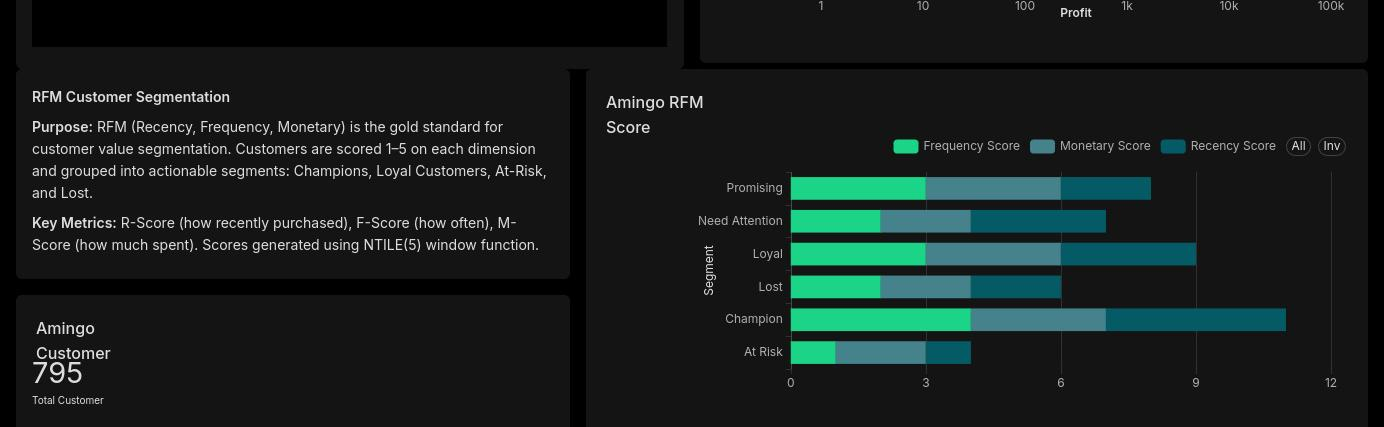 1 10 100 1k 10k 100k
Profit
RFM Customer Segmentation
Purpose: RFM (Recency, Frequency, Monetary) is the gold standard for
customer value segmentation. Customers are scored 1–5 on each dimension
and grouped into actionable segments: Champions, Loyal Customers, At-Risk,
and Lost.
Key Metrics: R-Score (how recently purchased), F-Score (how often), M-
Score (how much spent). Scores generated using NTILE(5) window function.
Amingo
Customer
795
Total Customer
Amingo RFM
Score
Frequency Score Monetary Score Recency Score All Inv
Segment
Promising
Need Attention
Loyal
Lost
Champion
At Risk
0 3 6 9 12